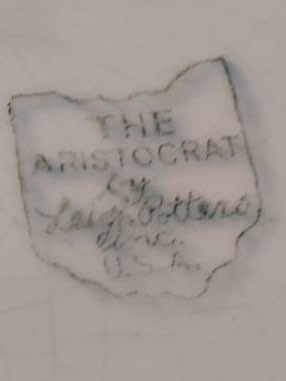 THE
ARISTOCRAT
by
Leigh Potters
Inc.
U.S.A.